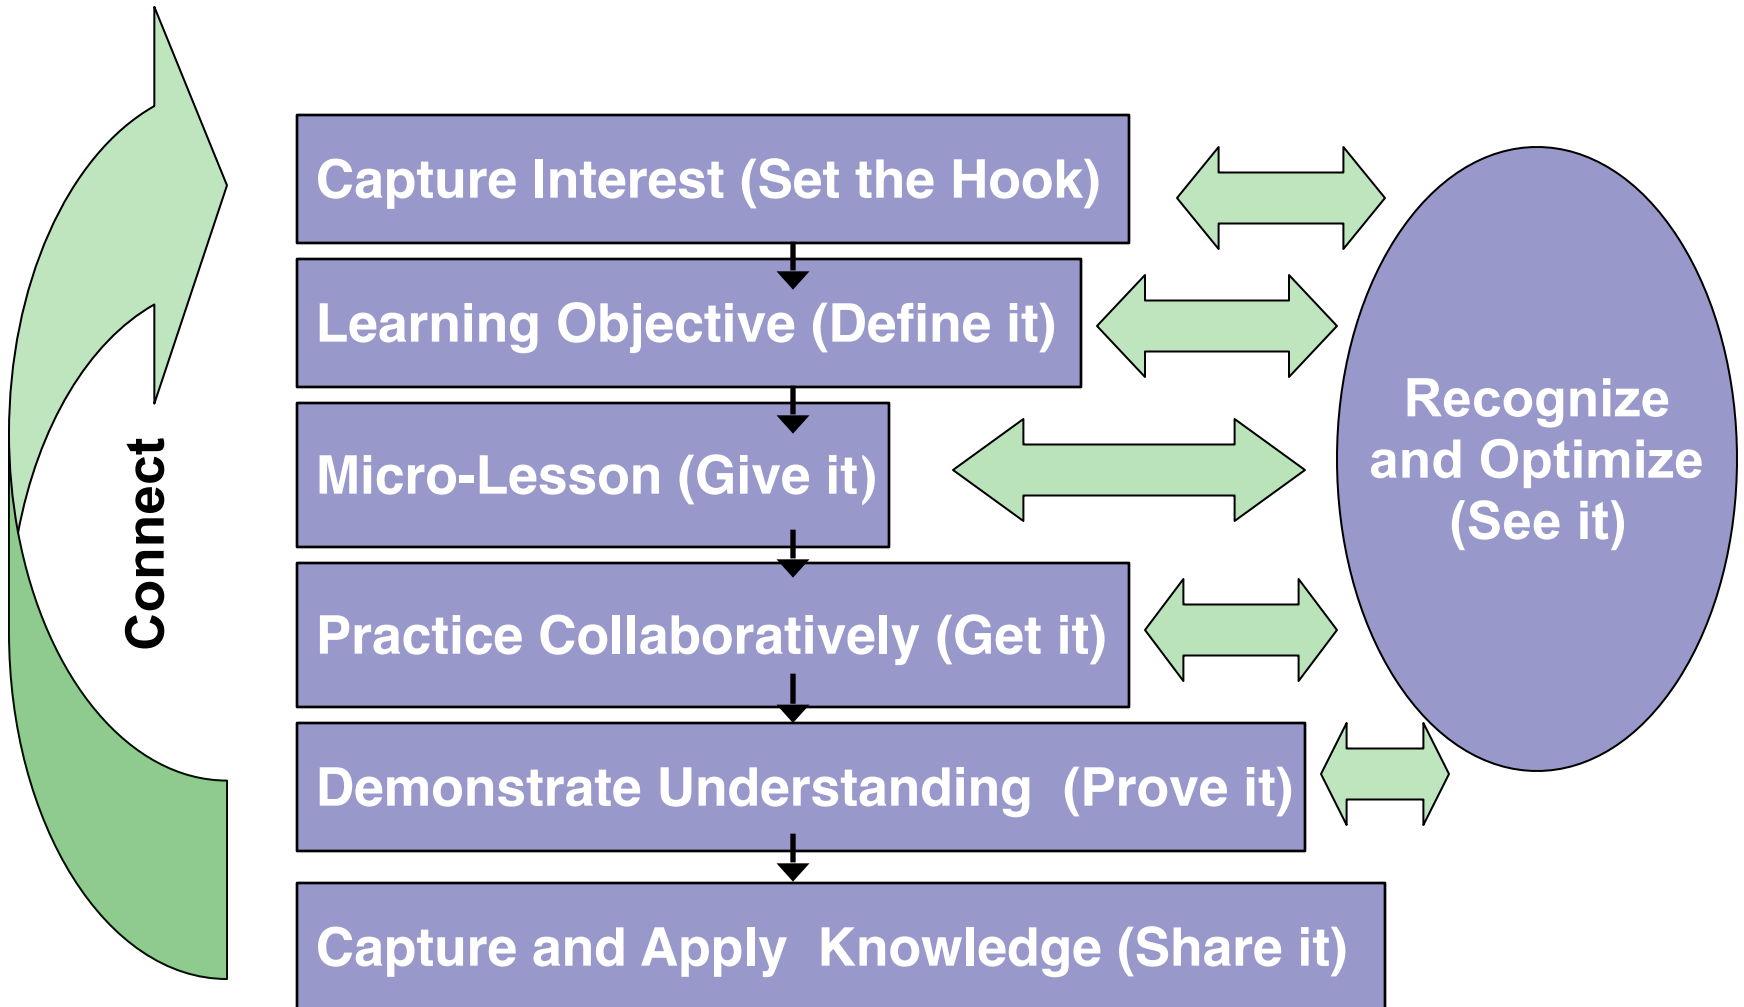 Capture Interest (Set the Hook)
Learning Objective (Define it)
Micro-Lesson (Give it)
Practice Collaboratively (Get it)
Demonstrate Understanding  (Prove it)
Capture and Apply  Knowledge (Share it)
Connect
Recognize
and Optimize
(See it)